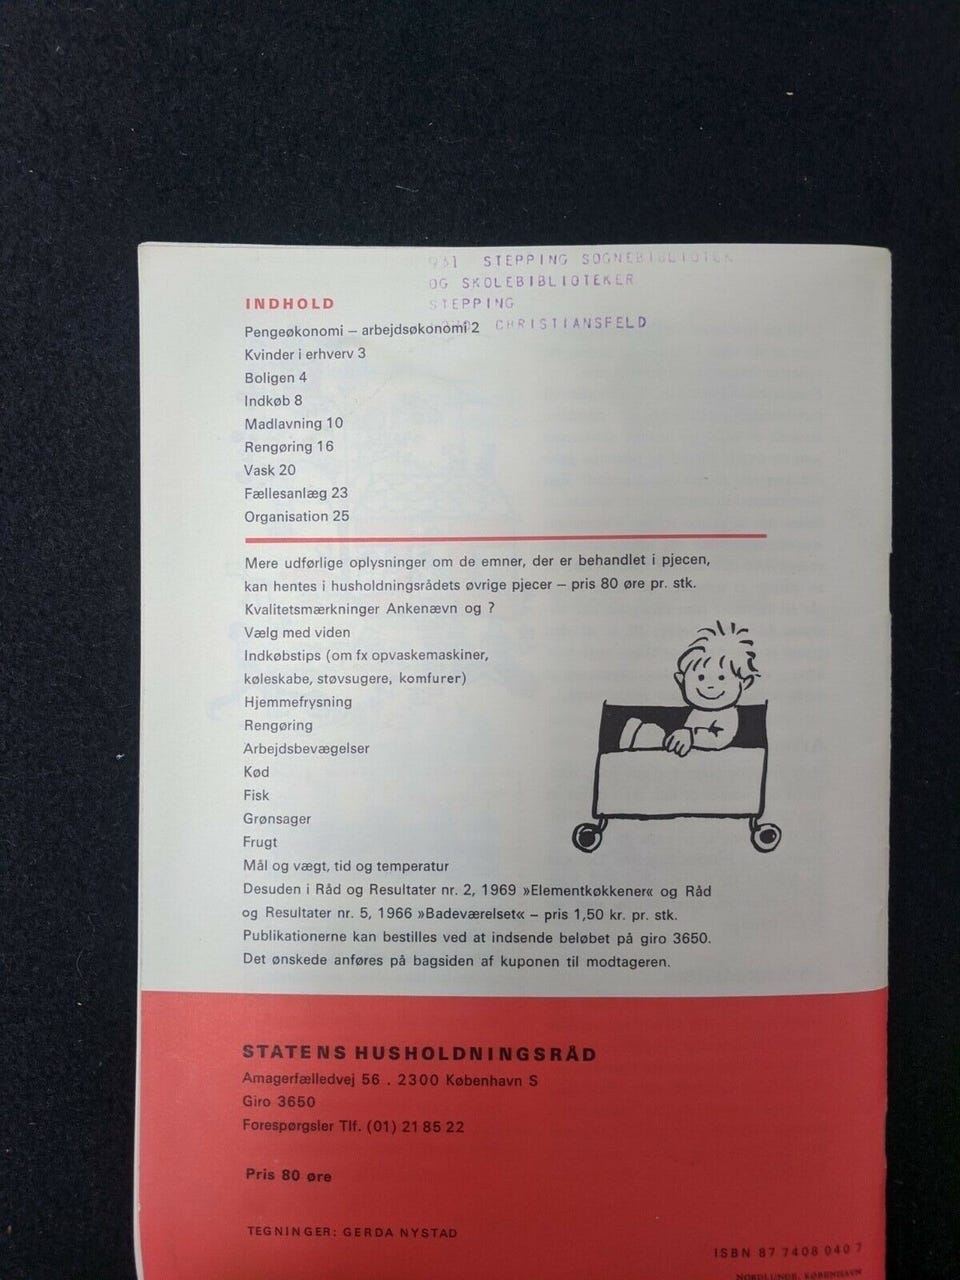 STEPPING SOGNEBIBLIOTEK
OG SKOLEBIBLIOTEKER
STEPPING
CHRISTIANSFELD
INDHOLD
Pengeøkonomi – arbejdsøkonomi 2
Kvinder i erhverv 3
Boligen 4
Indkøb 8
Madlavning 10
Rengøring 16
Vask 20
Fællesanlæg 23
Organisation 25
Mere udførlige oplysninger om de emner, der er behandlet i pjecen,
kan hentes i husholdningsrådets øvrige pjecer – pris 80 øre pr. stk.
Kvalitetsmærkninger Ankenævn og ?
Vælg med viden
Indkøbstips (om fx opvaskemaskiner,
køleskabe, støvsugere, komfurer)
Hjemmefrysning
Rengøring
Arbejdsbevægelser
Kød
Fisk
Grønsager
Frugt
Mål og vægt, tid og temperatur
Desuden i Råd og Resultater nr. 2, 1969 »Elementkøkkener« og Råd
og Resultater nr. 5, 1966 »Badeværelset« – pris 1,50 kr. pr. stk.
Publikationerne kan bestilles ved at indsende beløbet på giro 3650.
Det ønskede anføres på bagsiden af kuponen til modtageren.
STATENS HUSHOLDNINGSRÅD
Amagerfælledvej 56 . 2300 København S
Giro 3650
Forespørgsler Tlf. (01) 21 85 22
Pris 80 øre
TEGNINGER: GERDA NYSTAD
ISBN 87 7408 040 7
NORDLUNDE, KØBENHAVN